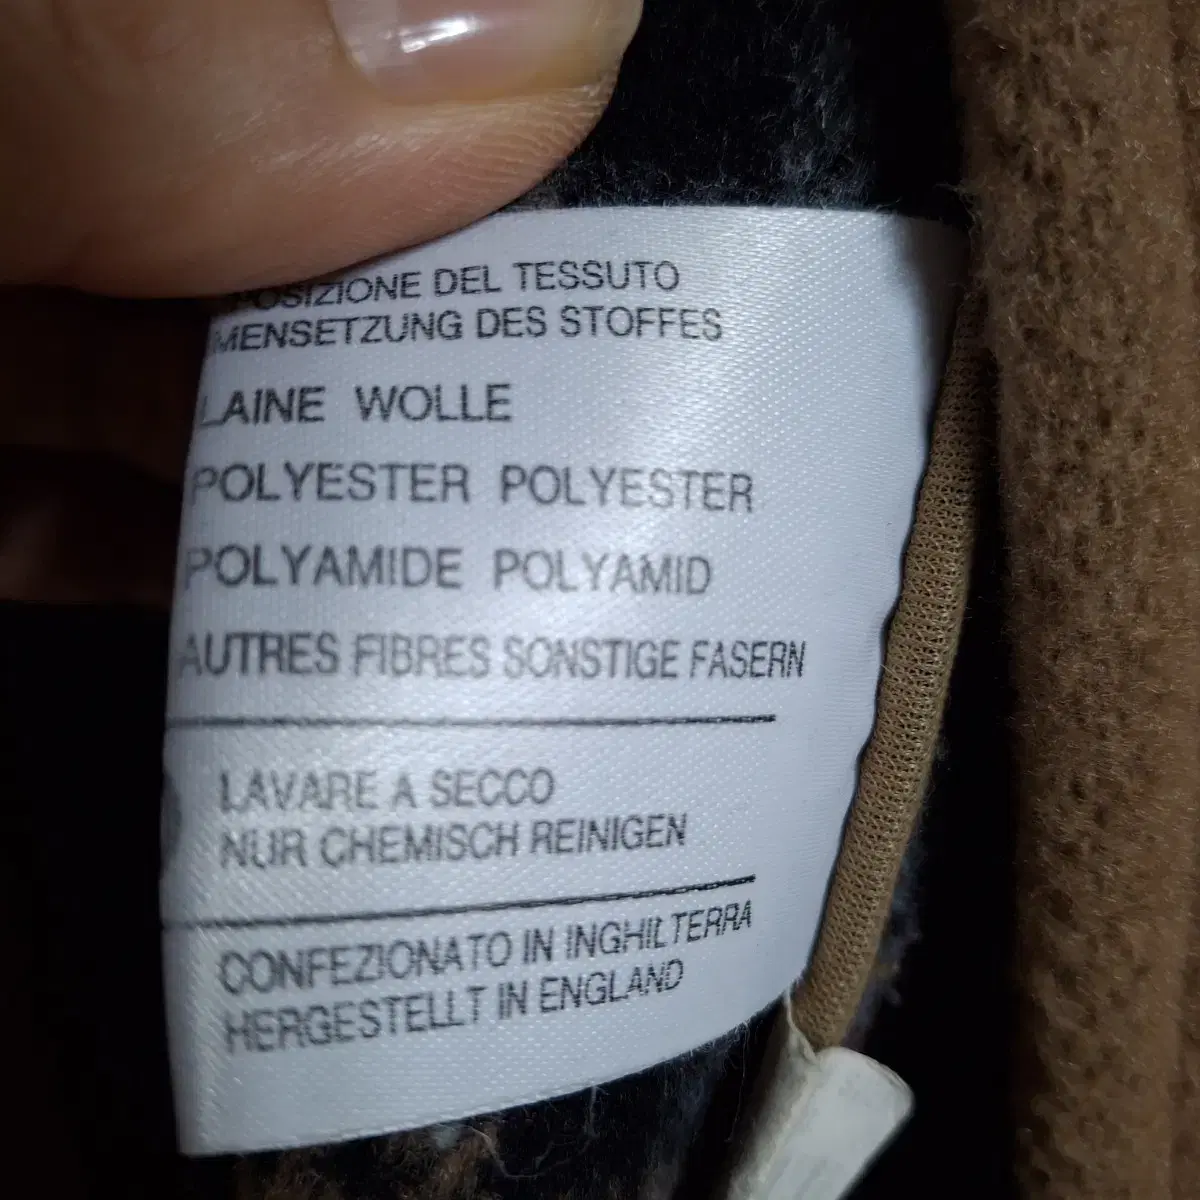 POSIZIONE DEL TESSUTO
MENSETZUNG DES STOFFES
LAINE WOLLE
POLYESTER POLYESTER
POLYAMIDE POLYAMID
AUTRES FIBRES SONSTIGE FASERN
LAVARE A SECCO
NUR CHEMISCH REINIGEN
CONFEZIONATO IN INGHILTERRA
HERGESTELLT IN ENGLAND